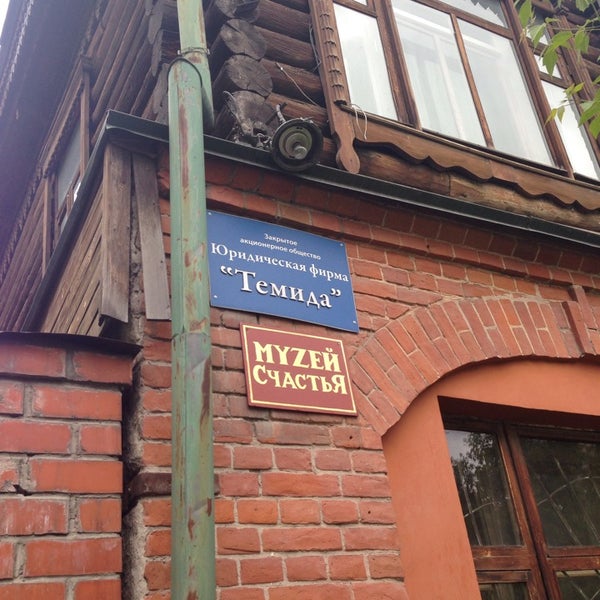 Закрытое
акционерное общество
Юридическая фирма
“Темида”
МУZЕЙ
СЧАСТЬЯ